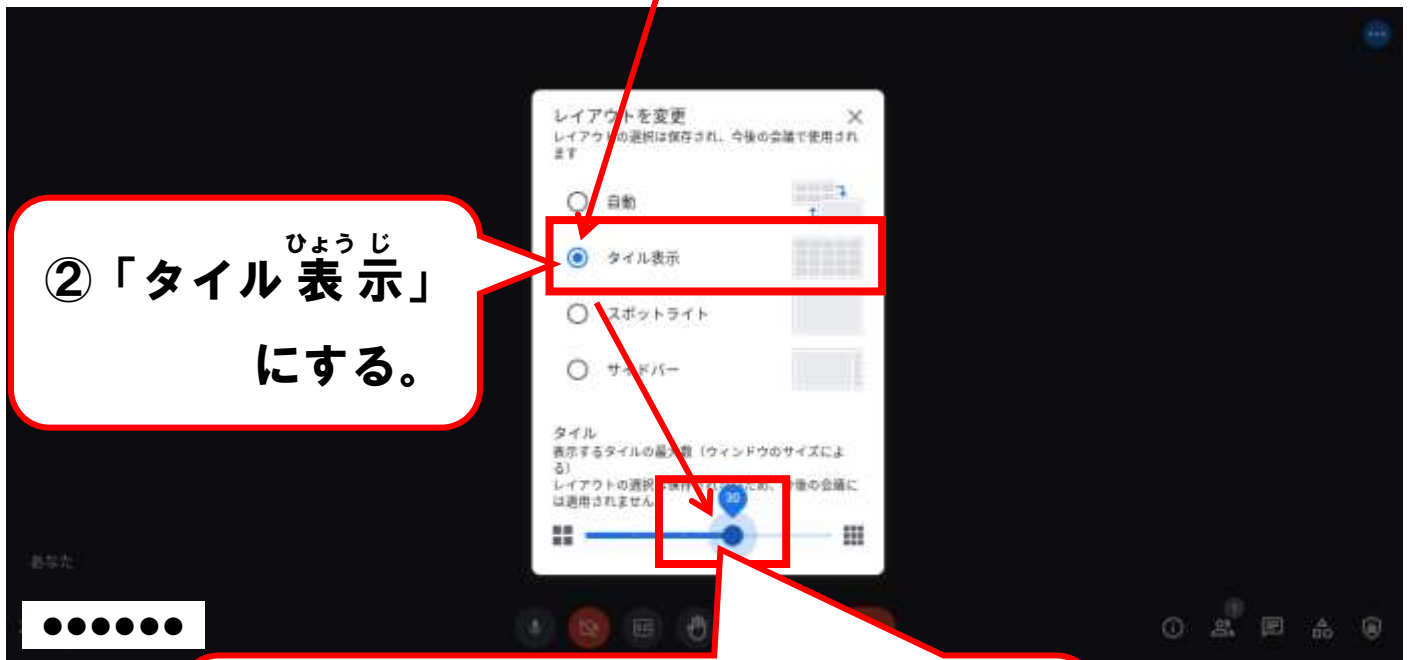 レイアウトを変更
レイアウトの選択は保存され、今後の会議で使用され
ます
自動
タイル表示
ひょう じ
②「タイル 表 示」
にする。
スポットライト
サイドバー
タイル
表示するタイルの最大数（ウィンドウのサイズによ
る）
レイアウトの選択は保存 ため、今後の会議に
は適用されません
30
あなた
●●●●●●